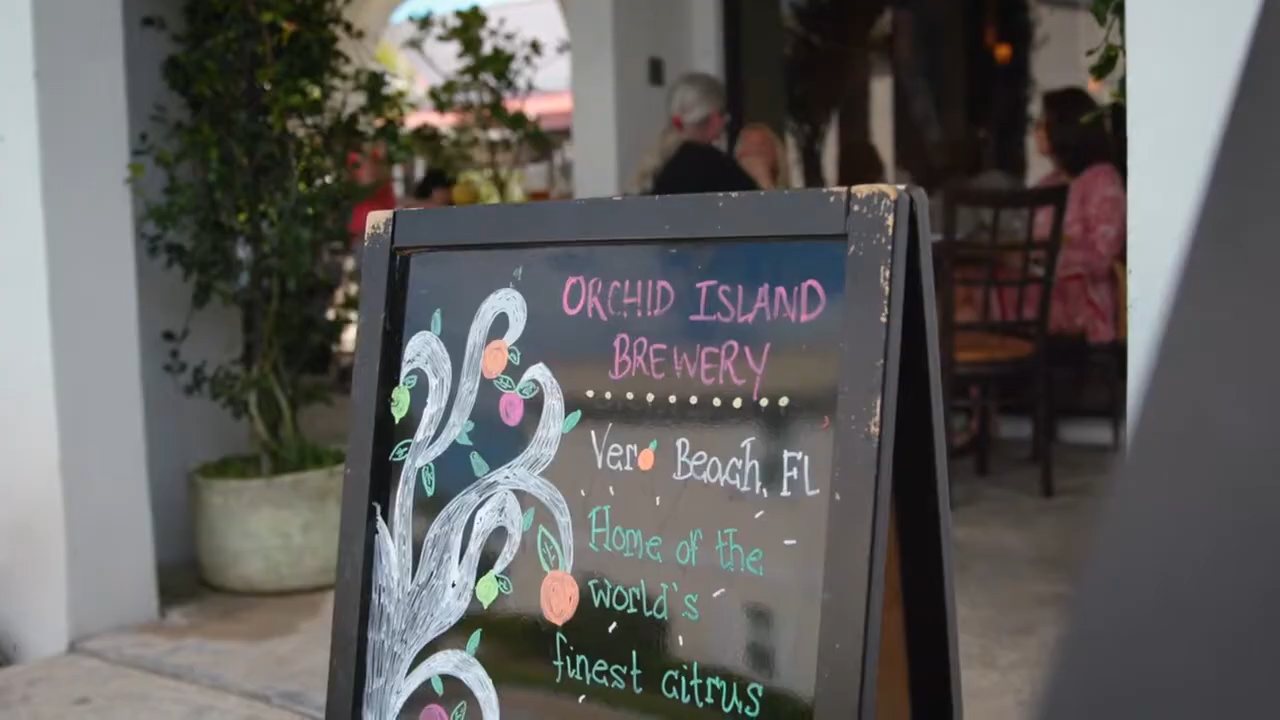 ORCHID ISLAND
BREWERY
Vero Beach, FL
Home of the
world's
finest citrus